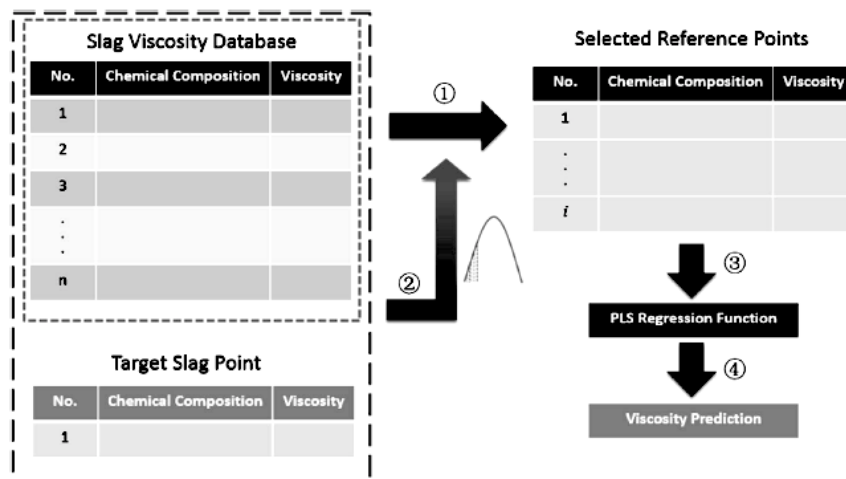 Slag Viscosity Database
No. Chemical Composition Viscosity
1
2
3
.
.
.
n
Target Slag Point
No. Chemical Composition Viscosity
1
①
②
Selected Reference Points
No. Chemical Composition Viscosity
1
.
.
.
i
③
PLS Regression Function
④
Viscosity Prediction